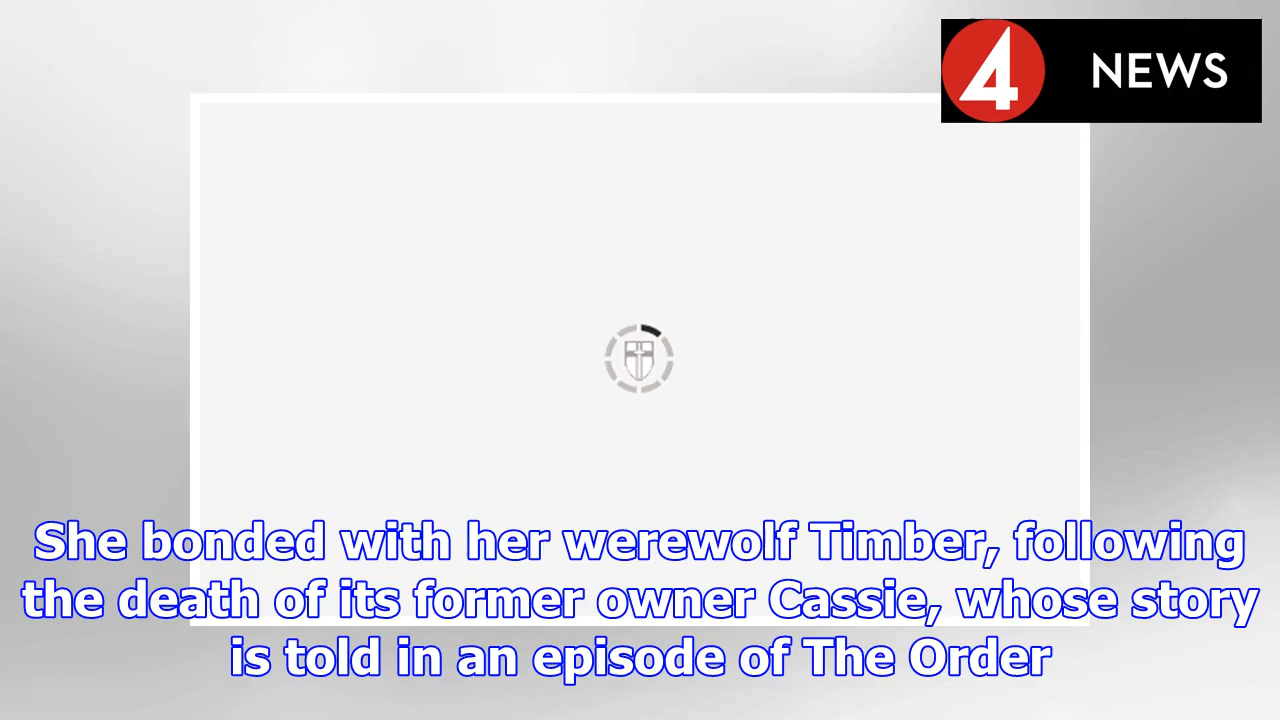 4 NEWS
She bonded with her werewolf Timber, following
the death of its former owner Cassie, whose story
is told in an episode of The Order